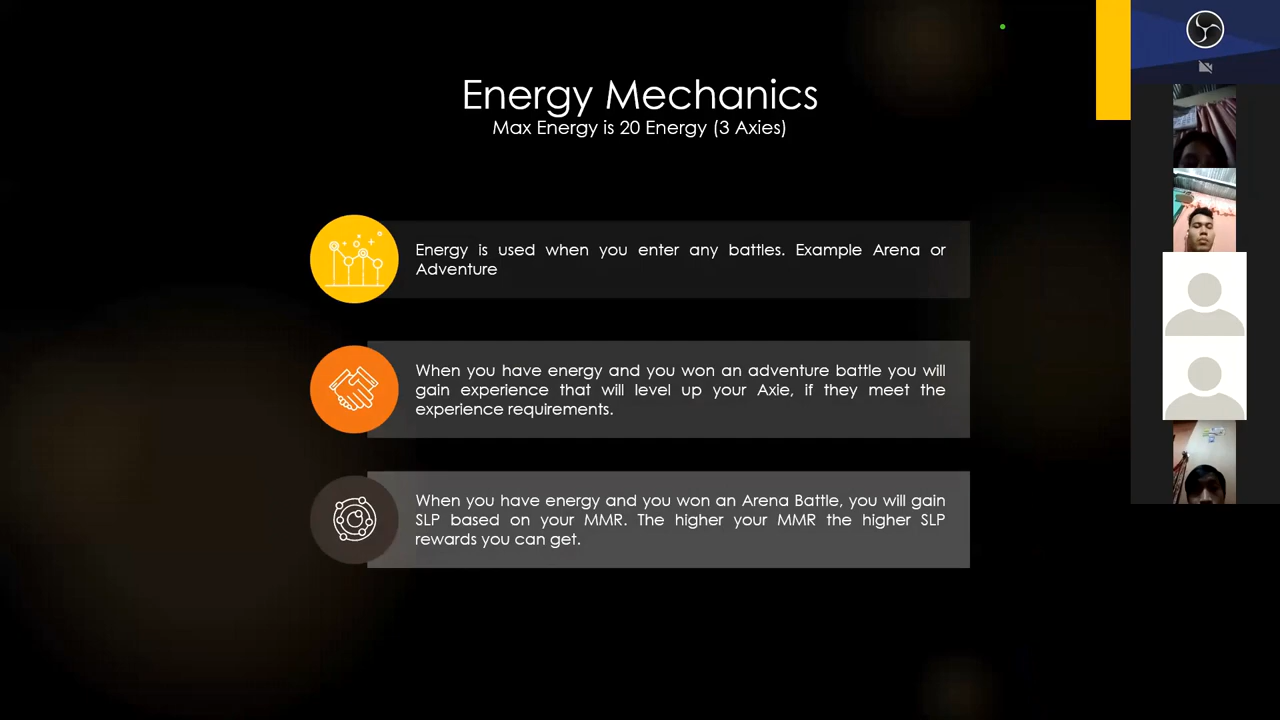 Energy Mechanics
Max Energy is 20 Energy (3 Axies)
Energy is used when you enter any battles. Example Arena or
Adventure
When you have energy and you won an adventure battle you will
gain experience that will level up your Axie, if they meet the
experience requirements.
When you have energy and you won an Arena Battle, you will gain
SLP based on your MMR. The higher your MMR the higher SLP
rewards you can get.